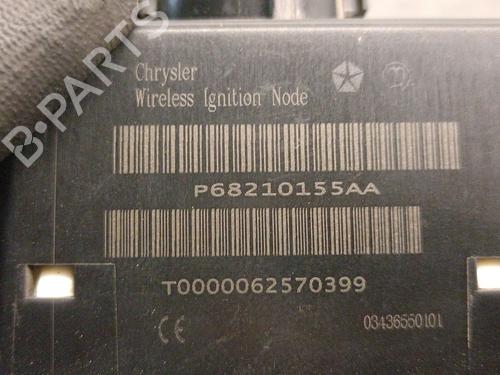 B-PARTS
Chrysler
Wireless Ignition Node
P68210155AA
T0000062570399
CE
03436550101